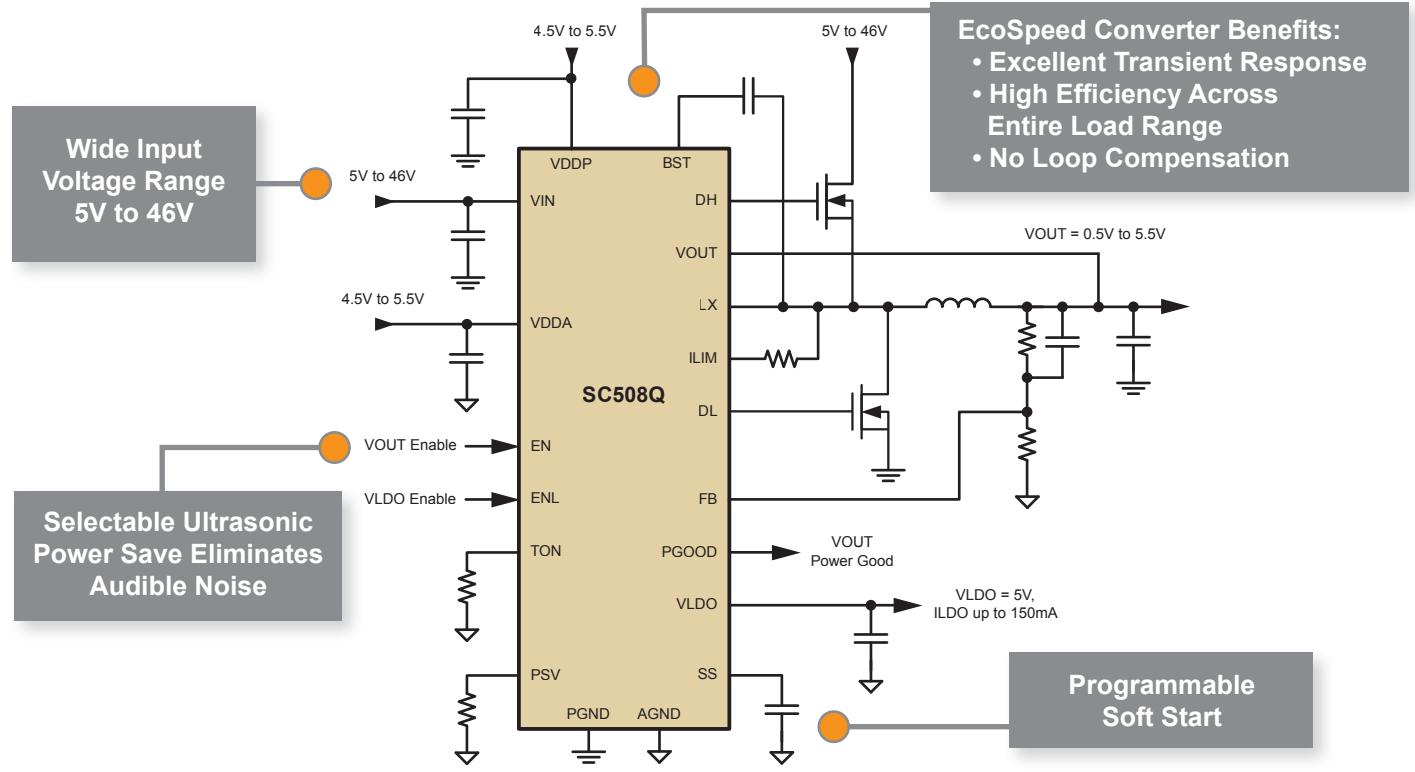 4.5V to 5.5V
5V to 46V
EcoSpeed Converter Benefits:
• Excellent Transient Response
• High Efficiency Across
Entire Load Range
• No Loop Compensation
Wide Input
Voltage Range
5V to 46V
5V to 46V
4.5V to 5.5V
VDDP
BST
VIN
DH
VOUT
VOUT = 0.5V to 5.5V
LX
VDDA
ILIM
SC508Q
DL
VOUT Enable
EN
VLDO Enable
ENL
FB
Selectable Ultrasonic
Power Save Eliminates
Audible Noise
TON
PGOOD
VOUT
Power Good
VLDO
VLDO = 5V,
ILDO up to 150mA
PSV
SS
PGND
AGND
Programmable
Soft Start